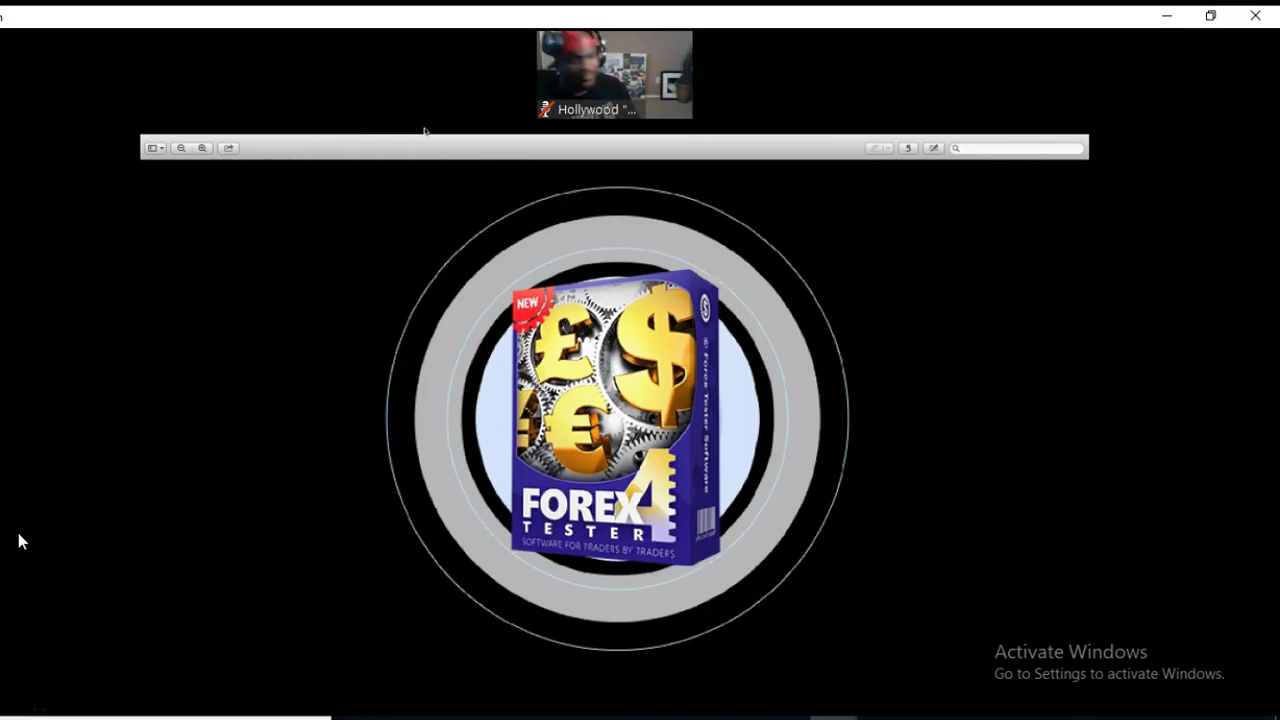 Hollywood "...
5
NEW
Forex Tester Software
FOREX 4
TESTER
SOFTWARE FOR TRADERS BY TRADERS
Activate Windows
Go to Settings to activate Windows.